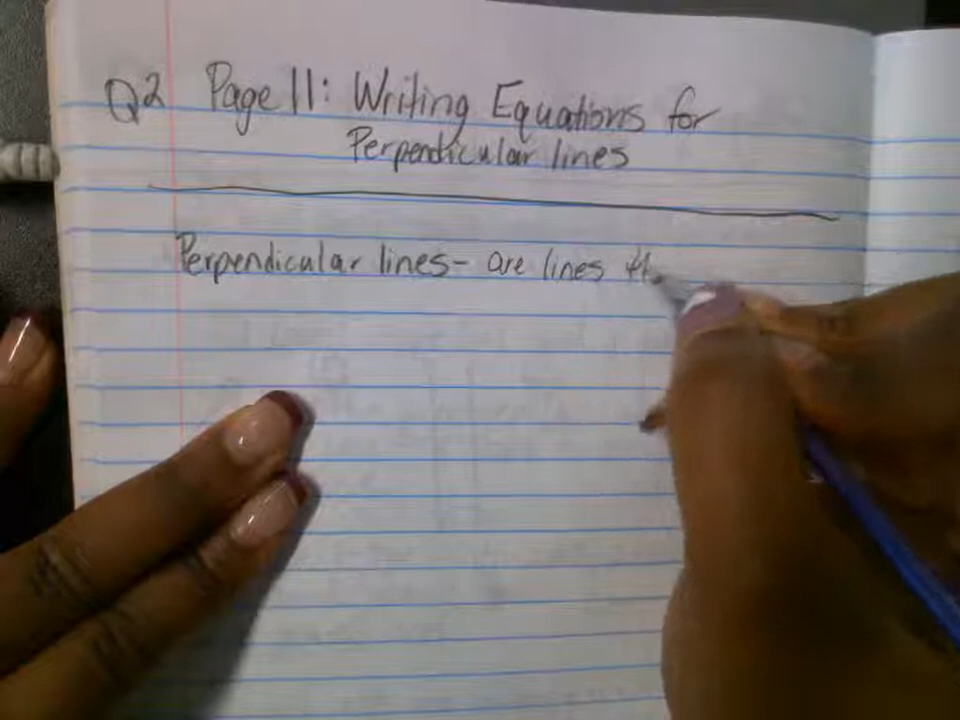 Q2 Page 11: Writing Equations for
Perpendicular lines
Perpendicular lines- are lines